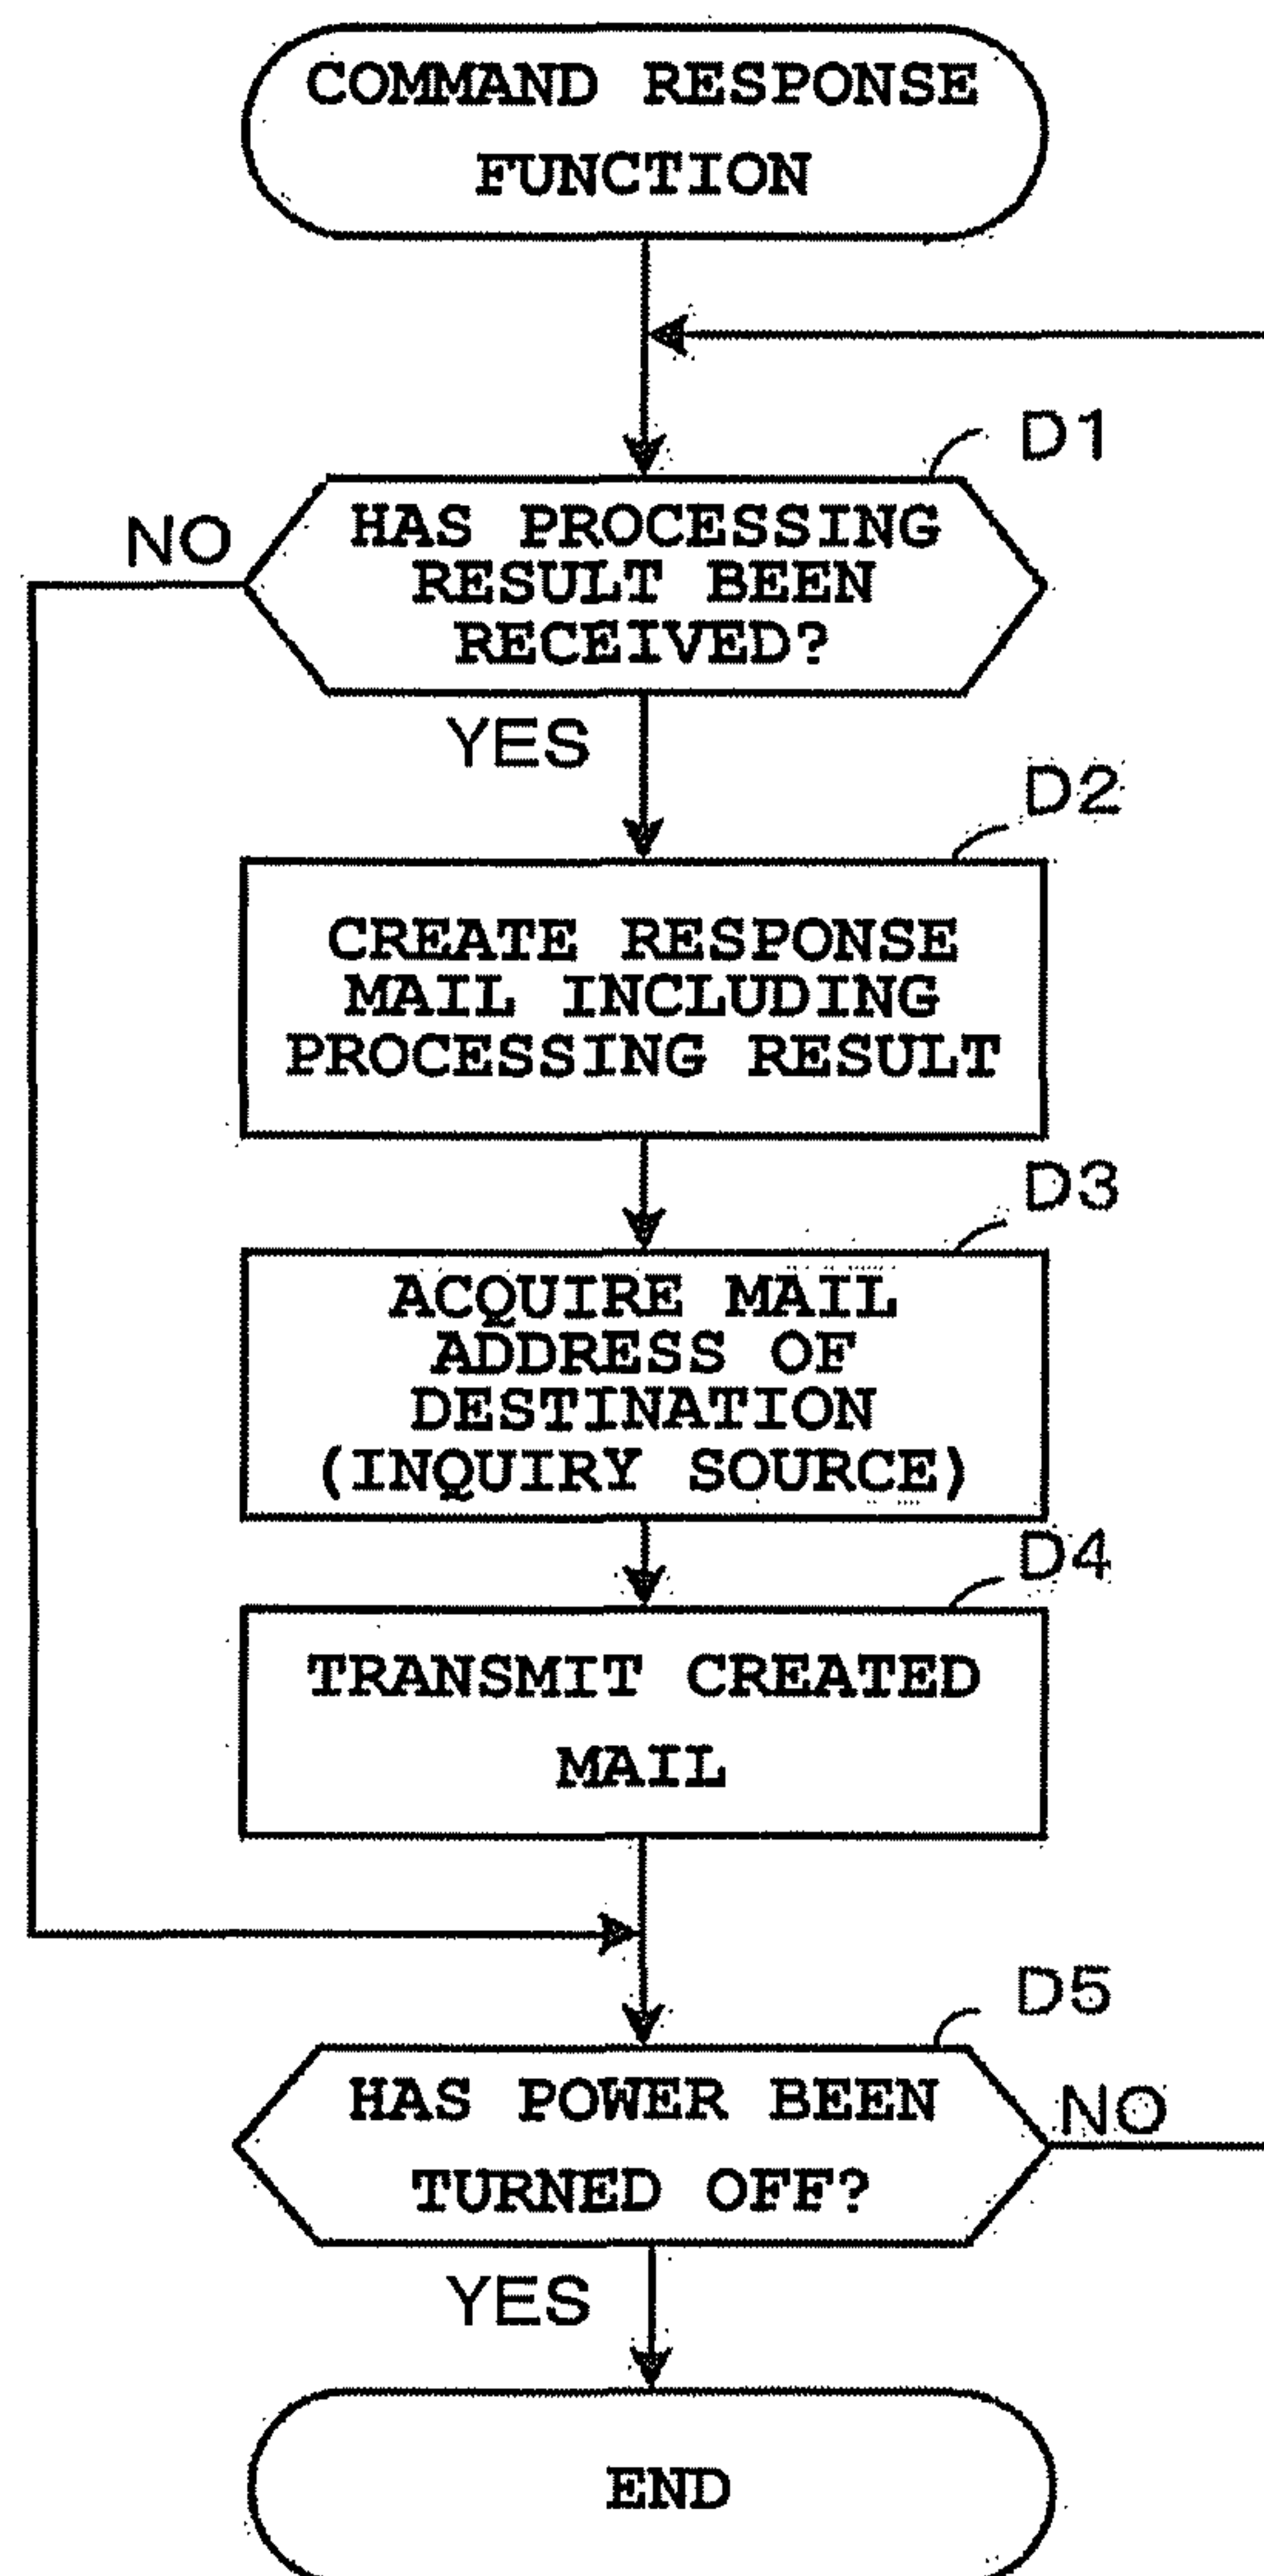 COMMAND RESPONSE
FUNCTION
D1
NO
HAS PROCESSING
RESULT BEEN
RECEIVED?
YES
D2
CREATE RESPONSE
MAIL INCLUDING
PROCESSING RESULT
D3
ACQUIRE MAIL
ADDRESS OF
DESTINATION
(INQUIRY SOURCE)
D4
TRANSMIT CREATED
MAIL
D5
HAS POWER BEEN
TURNED OFF?
NO
YES
END